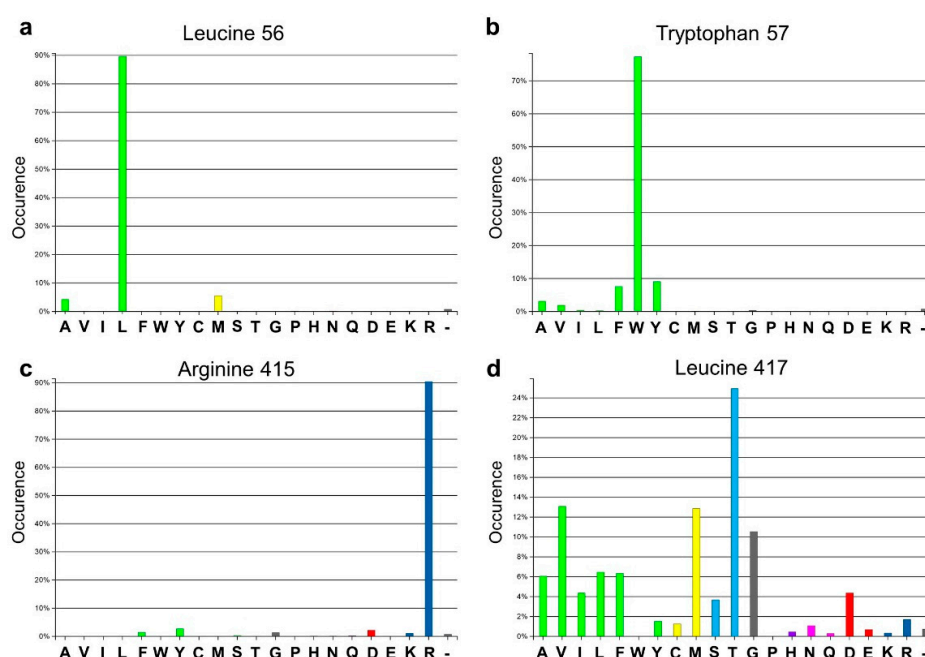 a
Leucine 56
Occurence
90%
80%
70%
60%
50%
40%
30%
20%
10%
0%
A V I L F W Y C M S T G P H N Q D E K R -
b
Tryptophan 57
Occurence
70%
60%
50%
40%
30%
20%
10%
0%
A V I L F W Y C M S T G P H N Q D E K R -
c
Arginine 415
Occurence
90%
80%
70%
60%
50%
40%
30%
20%
10%
0%
A V I L F W Y C M S T G P H N Q D E K R -
d
Leucine 417
Occurence
24%
22%
20%
18%
16%
14%
12%
10%
8%
6%
4%
2%
0%
A V I L F W Y C M S T G P H N Q D E K R -